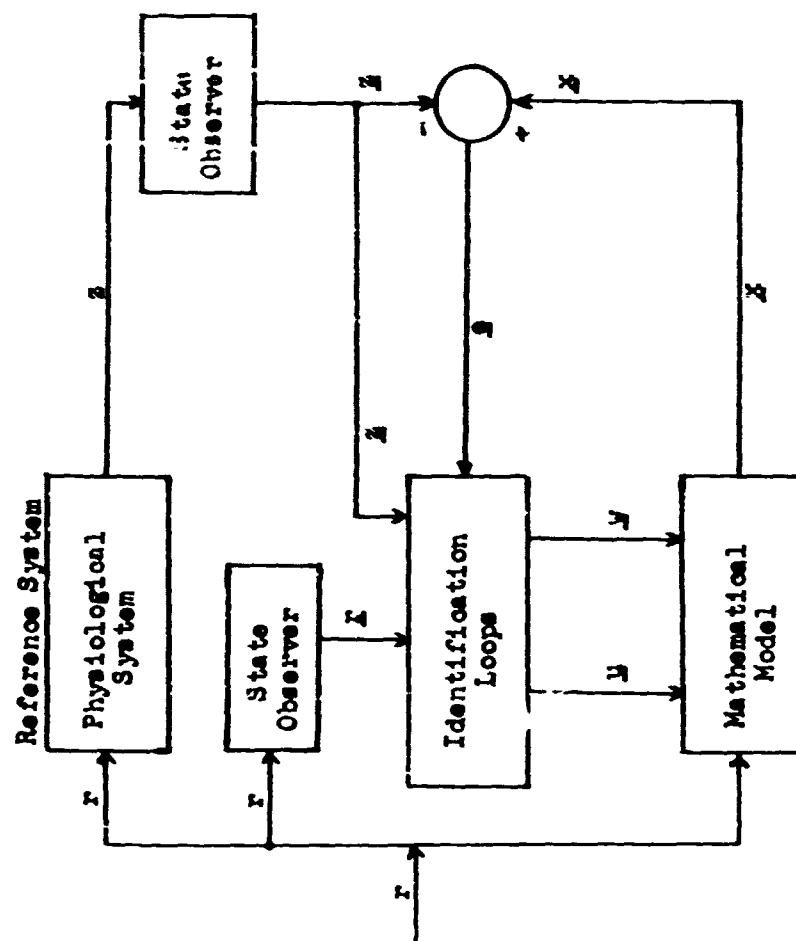 Reference System
Physiological
System
State
Observer
State
Observer
Identification
Loops
Mathematical
Model
r
r
r
r
z
z
z
e
u
-
+